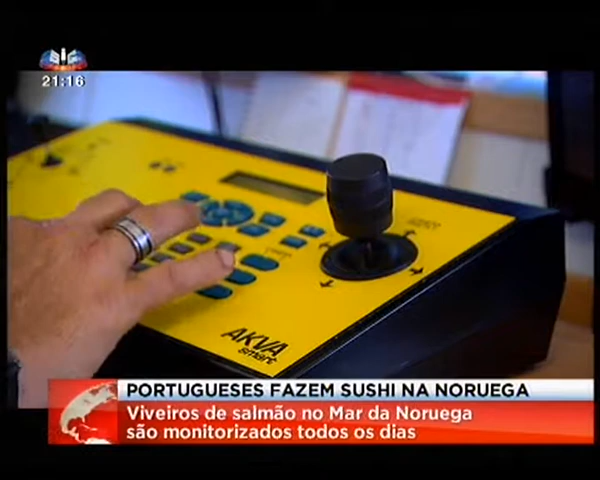 SIC
21:16
AKVA
smart
PORTUGUESES FAZEM SUSHI NA NORUEGA
Viveiros de salmão no Mar da Noruega
são monitorizados todos os dias